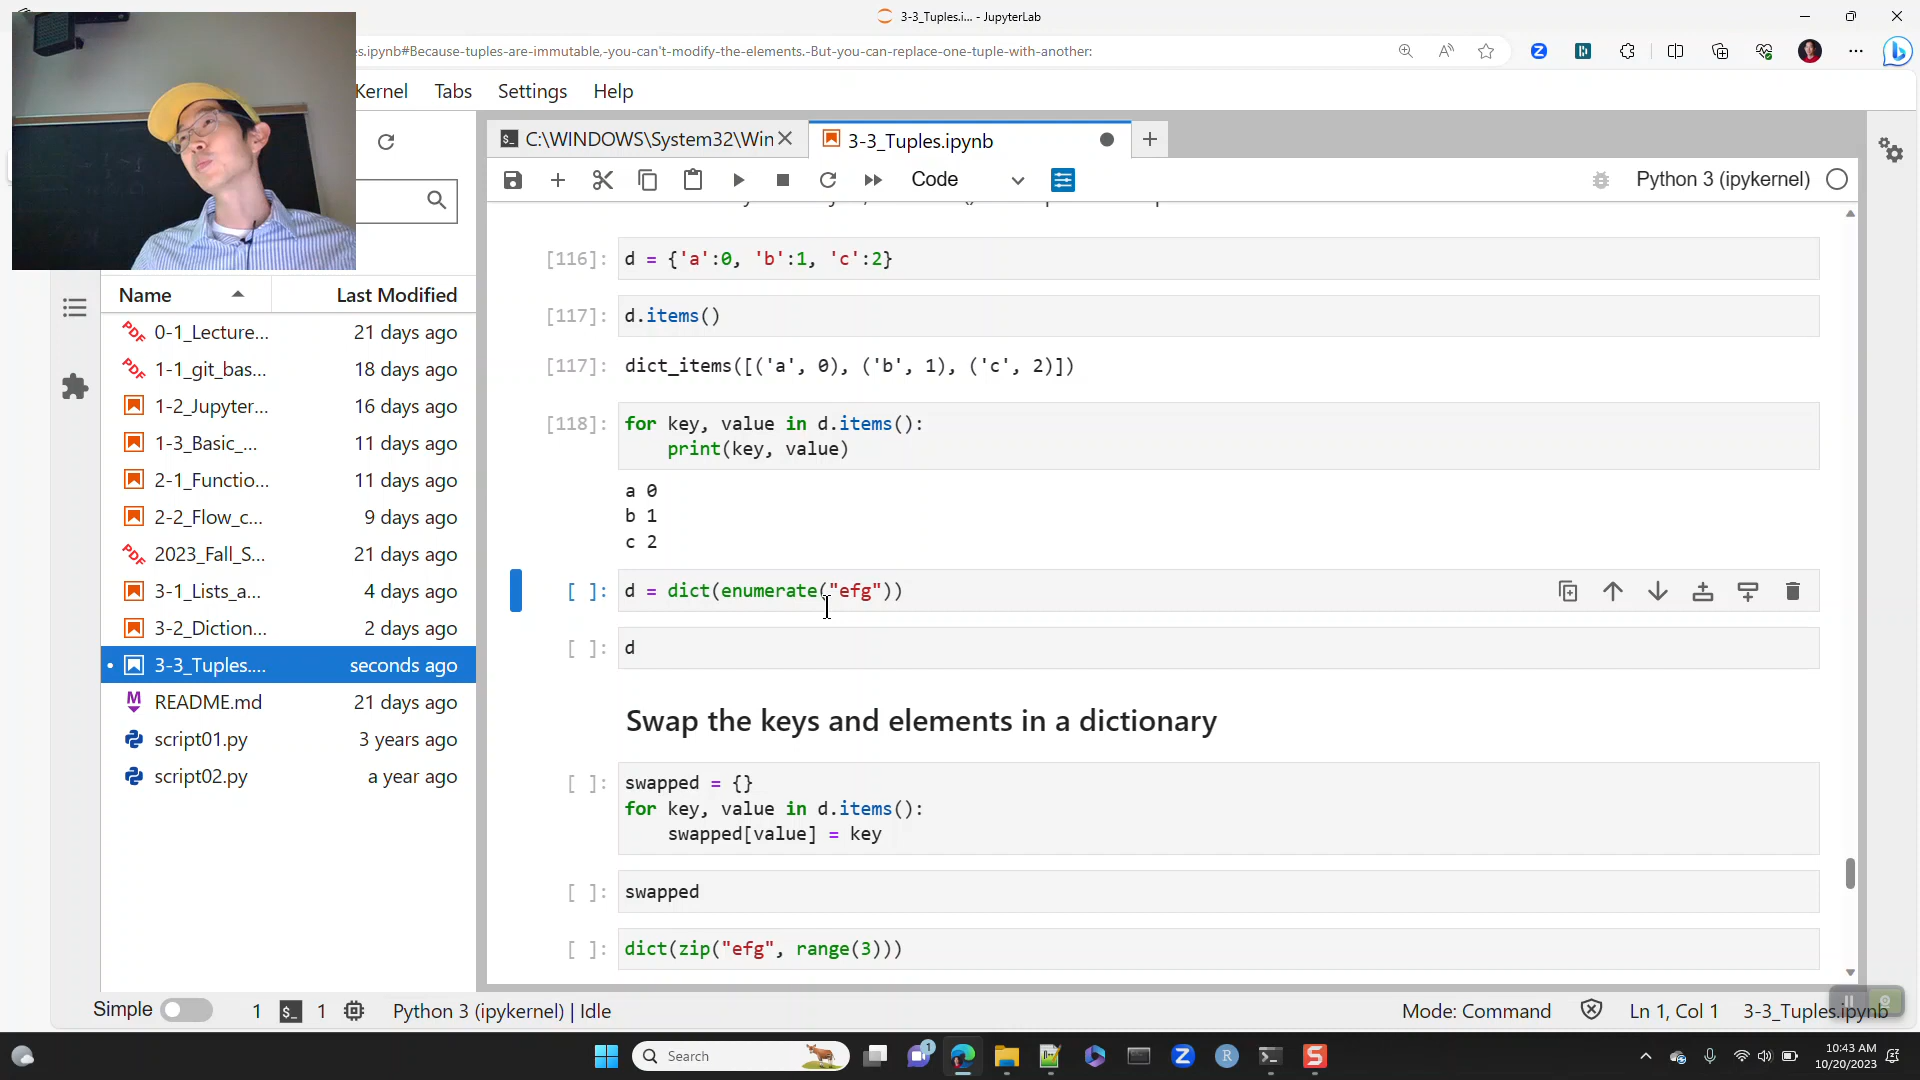 3-3_Tuples.i... - JupyterLab
es.ipynb#Because-tuples-are-immutable,-you-can't-modify-the-elements.-But-you-can-replace-one-tuple-with-another:
Kernel Tabs Settings Help
C:\WINDOWS\System32\Win
3-3_Tuples.ipynb
Code
Python 3 (ipykernel)
[116]: d = {'a':0, 'b':1, 'c':2}
[117]: d.items()
[117]: dict_items([('a', 0), ('b', 1), ('c', 2)])
[118]: for key, value in d.items():
print(key, value)
a 0
b 1
c 2
[ ]: d = dict(enumerate("efg"))
[ ]: d
Swap the keys and elements in a dictionary
[ ]: swapped = {}
for key, value in d.items():
swapped[value] = key
[ ]: swapped
[ ]: dict(zip("efg", range(3)))
Name Last Modified
0-1_Lecture... 21 days ago
1-1_git_bas... 18 days ago
1-2_Jupyter... 16 days ago
1-3_Basic_... 11 days ago
2-1_Functio... 11 days ago
2-2_Flow_c... 9 days ago
2023_Fall_S... 21 days ago
3-1_Lists_a... 4 days ago
3-2_Diction... 2 days ago
3-3_Tuples.... seconds ago
README.md 21 days ago
script01.py 3 years ago
script02.py a year ago
Simple 1 1 Python 3 (ipykernel) | Idle
Mode: Command Ln 1, Col 1 3-3_Tuples.ipynb
Search
10:43 AM
10/20/2023